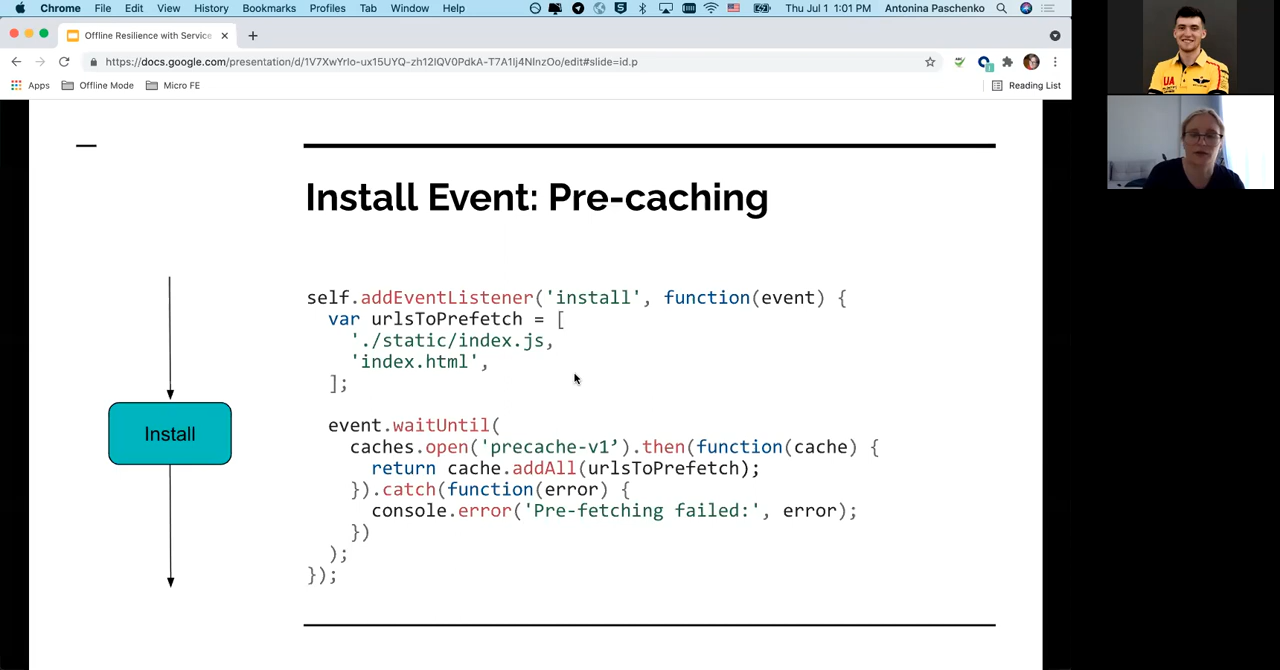 Chrome File Edit View History Bookmarks Profiles Tab Window Help Thu Jul 1 1:01 PM Antonina Paschenko
Offline Resilience with Service
https://docs.google.com/presentation/d/1V7XwYrIo-ux15UYQ-zh12IQV0PdkA-T7A1Ij4NInzOo/edit#slide=id.p
Apps Offline Mode Micro FE Reading List
Install Event: Pre-caching
self.addEventListener('install', function(event) {
var urlsToPrefetch = [
'./static/index.js,
'index.html',
];
event.waitUntil(
caches.open('precache-v1’).then(function(cache) {
return cache.addAll(urlsToPrefetch);
}).catch(function(error) {
console.error('Pre-fetching failed:', error);
})
);
});
Install
UA